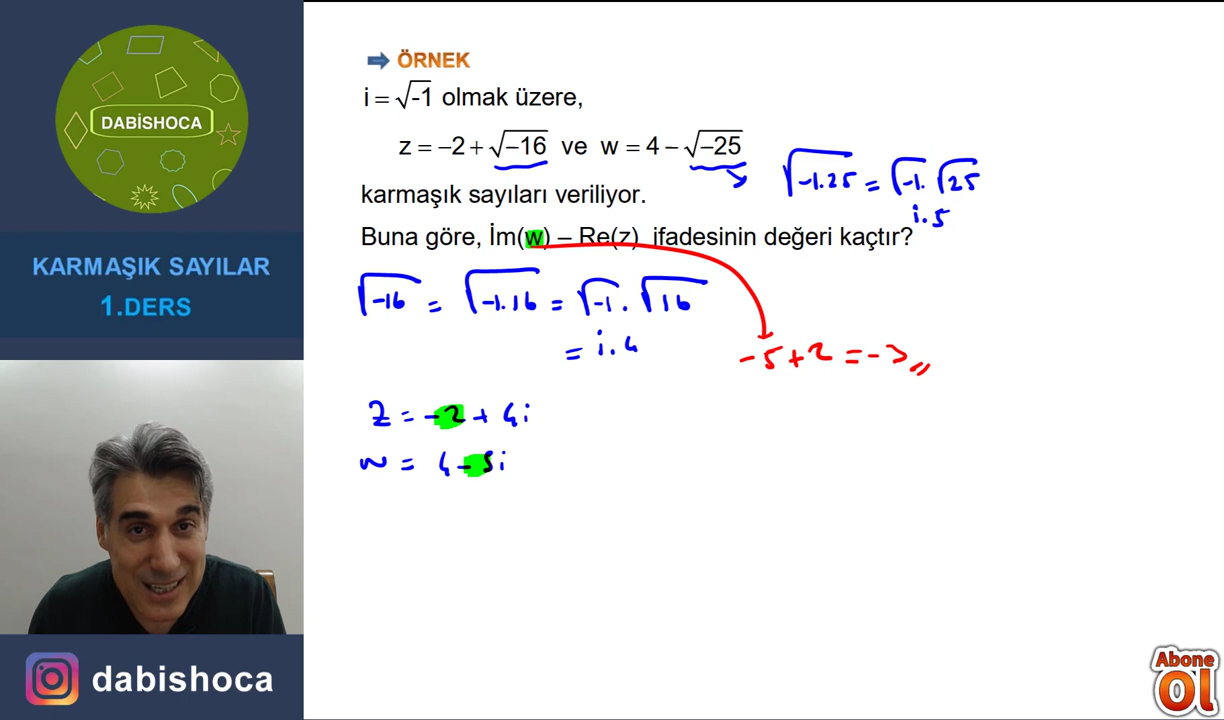 DABİSHOCA
KARMAŞIK SAYILAR
1.DERS
dabishoca
➡ ÖRNEK
i = √-1 olmak üzere,
z = −2 + √−16 ve w = 4 − √−25
√-1.25 = √-1. √25
i.5
karmaşık sayıları veriliyor.
Buna göre, İm(w) – Re(z) ifadesinin değeri kaçtır?
√-16 = √-1.16 = √-1 . √16
= i.4
-5+2 = -3
z = -2 + 4i
w = 4 - 5i
Abone
ol